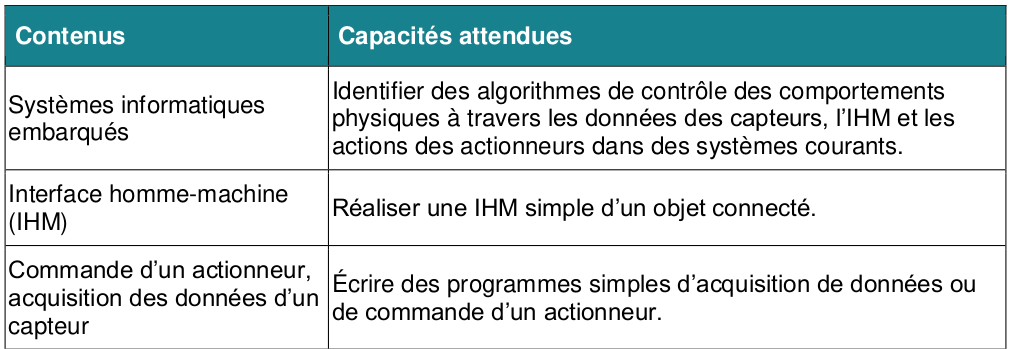 Contenus
Capacités attendues
Systèmes informatiques
embarqués
Identifier des algorithmes de contrôle des comportements
physiques à travers les données des capteurs, l’IHM et les
actions des actionneurs dans des systèmes courants.
Interface homme-machine
(IHM)
Réaliser une IHM simple d’un objet connecté.
Commande d’un actionneur,
acquisition des données d’un
capteur
Écrire des programmes simples d’acquisition de données ou
de commande d’un actionneur.